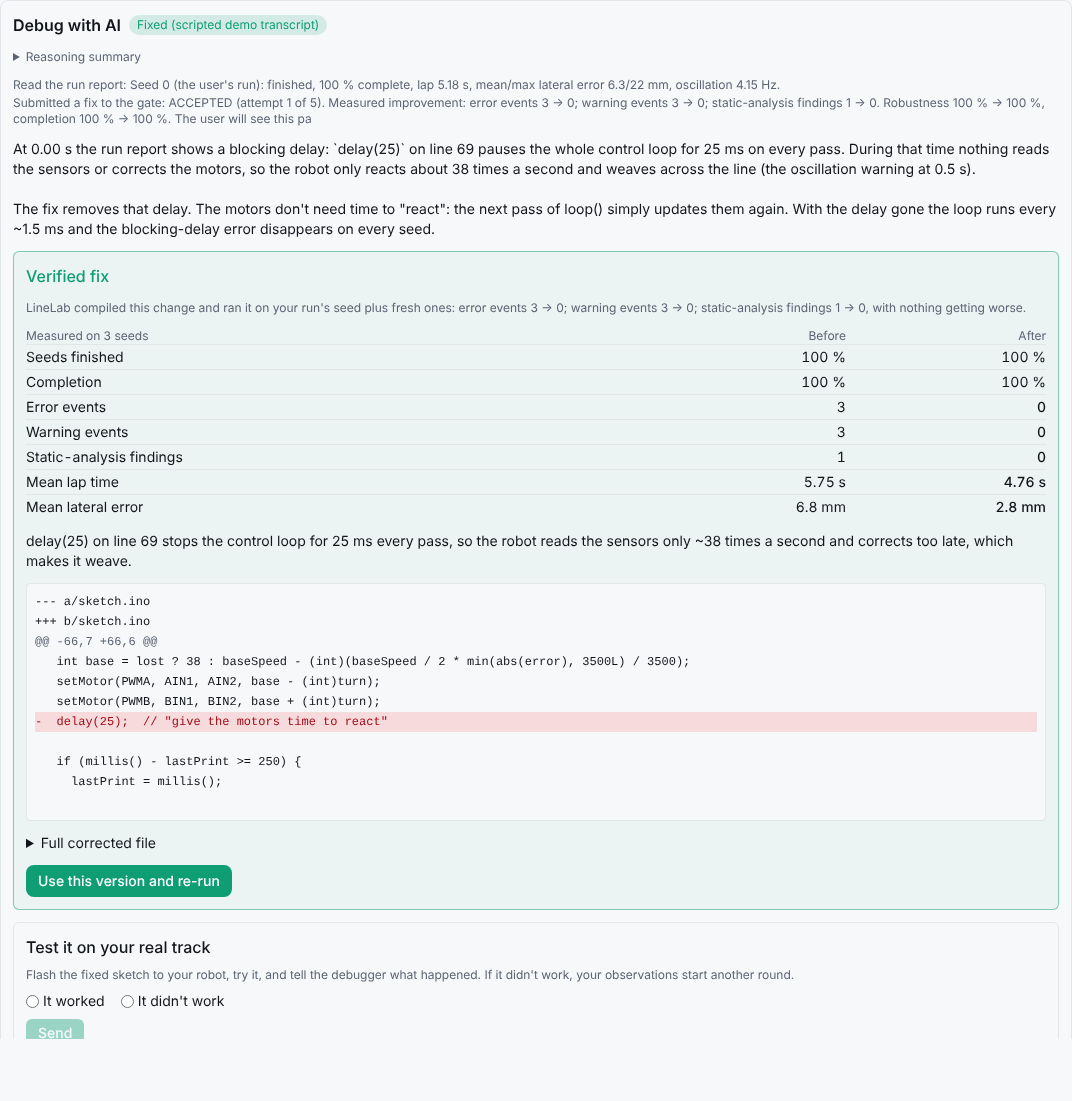 Debug with AI Fixed (scripted demo transcript)
Reasoning summary
Read the run report: Seed 0 (the user's run): finished, 100 % complete, lap 5.18 s, mean/max lateral error 6.3/22 mm, oscillation 4.15 Hz.
Submitted a fix to the gate: ACCEPTED (attempt 1 of 5). Measured improvement: error events 3 → 0; warning events 3 → 0; static-analysis findings 1 → 0. Robustness 100 % → 100 %,
completion 100 % → 100 %. The user will see this pa
At 0.00 s the run report shows a blocking delay: `delay(25)` on line 69 pauses the whole control loop for 25 ms on every pass. During that time nothing reads
the sensors or corrects the motors, so the robot only reacts about 38 times a second and weaves across the line (the oscillation warning at 0.5 s).
The fix removes that delay. The motors don't need time to "react": the next pass of loop() simply updates them again. With the delay gone the loop runs every
~1.5 ms and the blocking-delay error disappears on every seed.
Verified fix
LineLab compiled this change and ran it on your run's seed plus fresh ones: error events 3 → 0; warning events 3 → 0; static-analysis findings 1 → 0, with nothing getting worse.
Measured on 3 seeds Before After
Seeds finished 100 % 100 %
Completion 100 % 100 %
Error events 3 0
Warning events 3 0
Static-analysis findings 1 0
Mean lap time 5.75 s 4.76 s
Mean lateral error 6.8 mm 2.8 mm
delay(25) on line 69 stops the control loop for 25 ms every pass, so the robot reads the sensors only ~38 times a second and corrects too late, which
makes it weave.
--- a/sketch.ino
+++ b/sketch.ino
@@ -66,7 +66,6 @@
int base = lost ? 38 : baseSpeed - (int)(baseSpeed / 2 * min(abs(error), 3500L) / 3500);
setMotor(PWMA, AIN1, AIN2, base - (int)turn);
setMotor(PWMB, BIN1, BIN2, base + (int)turn);
- delay(25); // "give the motors time to react"
if (millis() - lastPrint >= 250) {
lastPrint = millis();
Full corrected file
Use this version and re-run
Test it on your real track
Flash the fixed sketch to your robot, try it, and tell the debugger what happened. If it didn't work, your observations start another round.
It worked It didn't work
Send